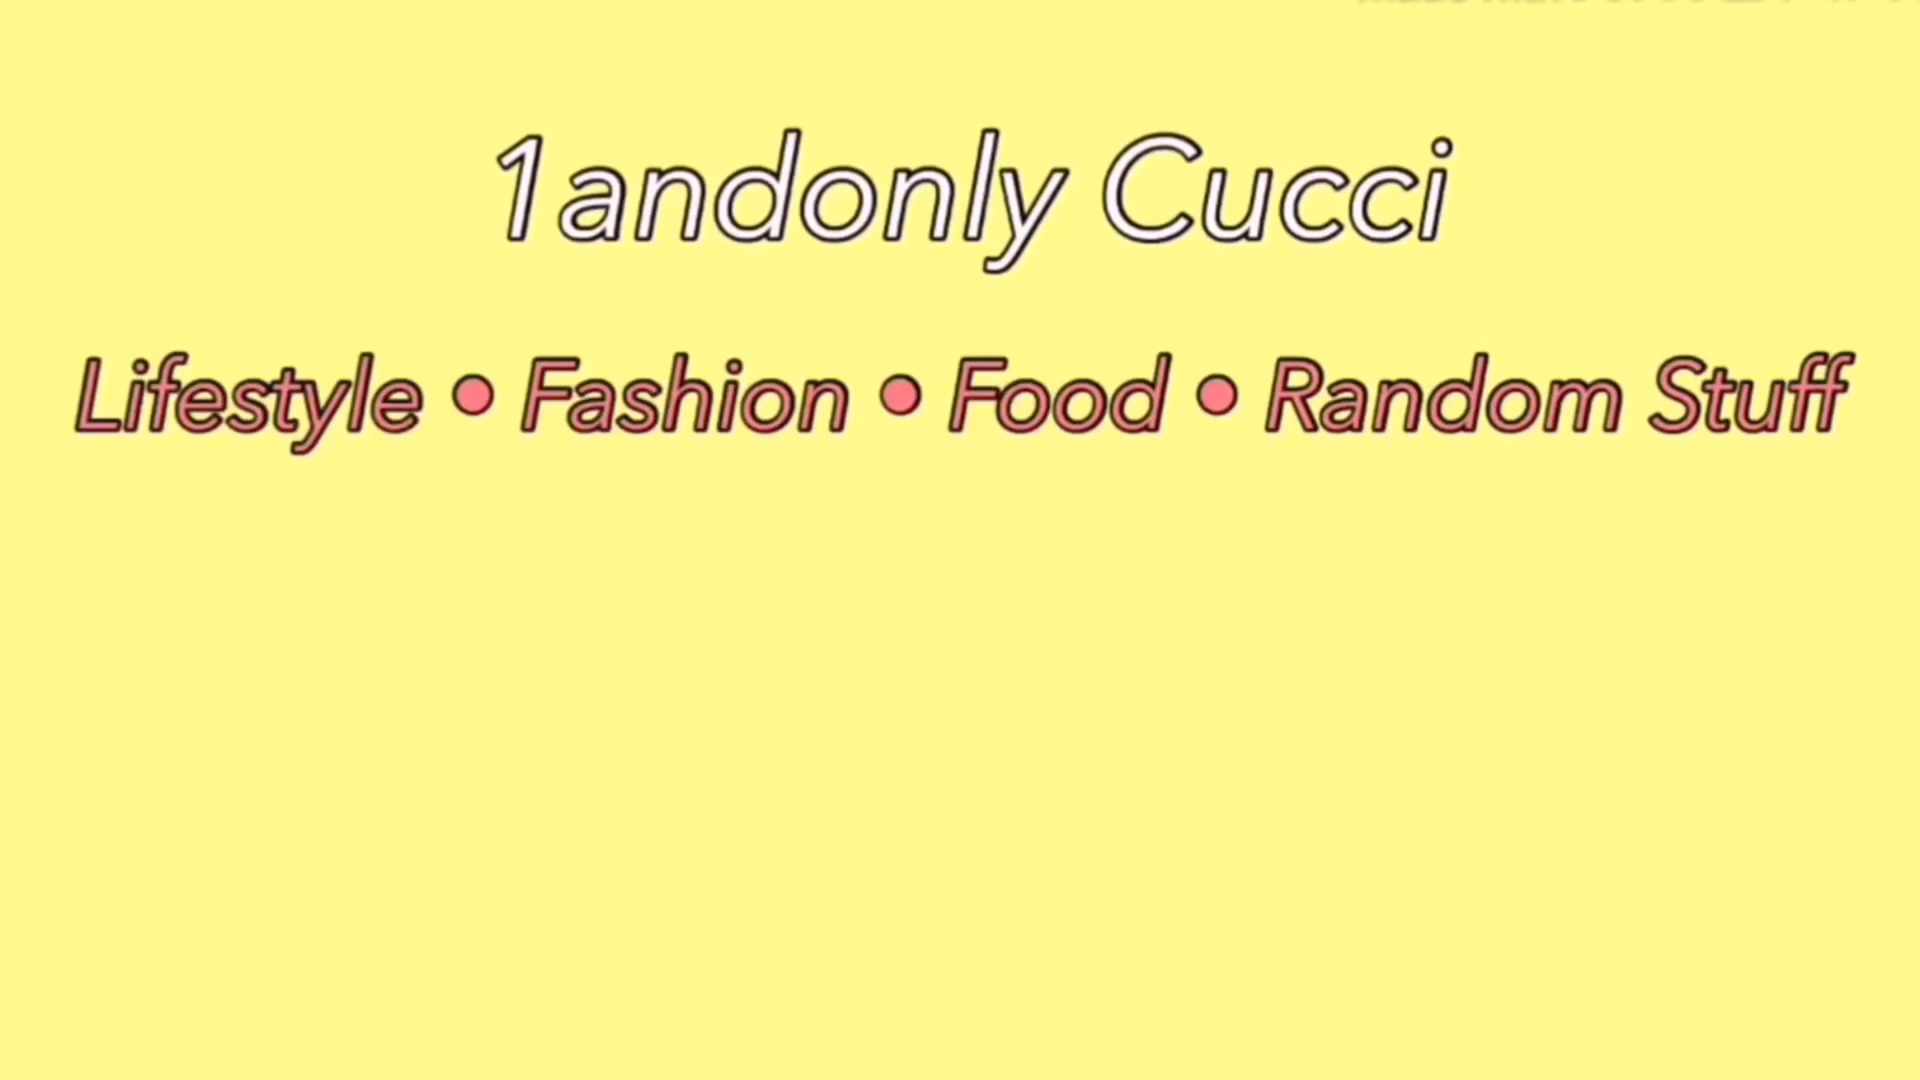 1andonly Cucci
Lifestyle • Fashion • Food • Random Stuff